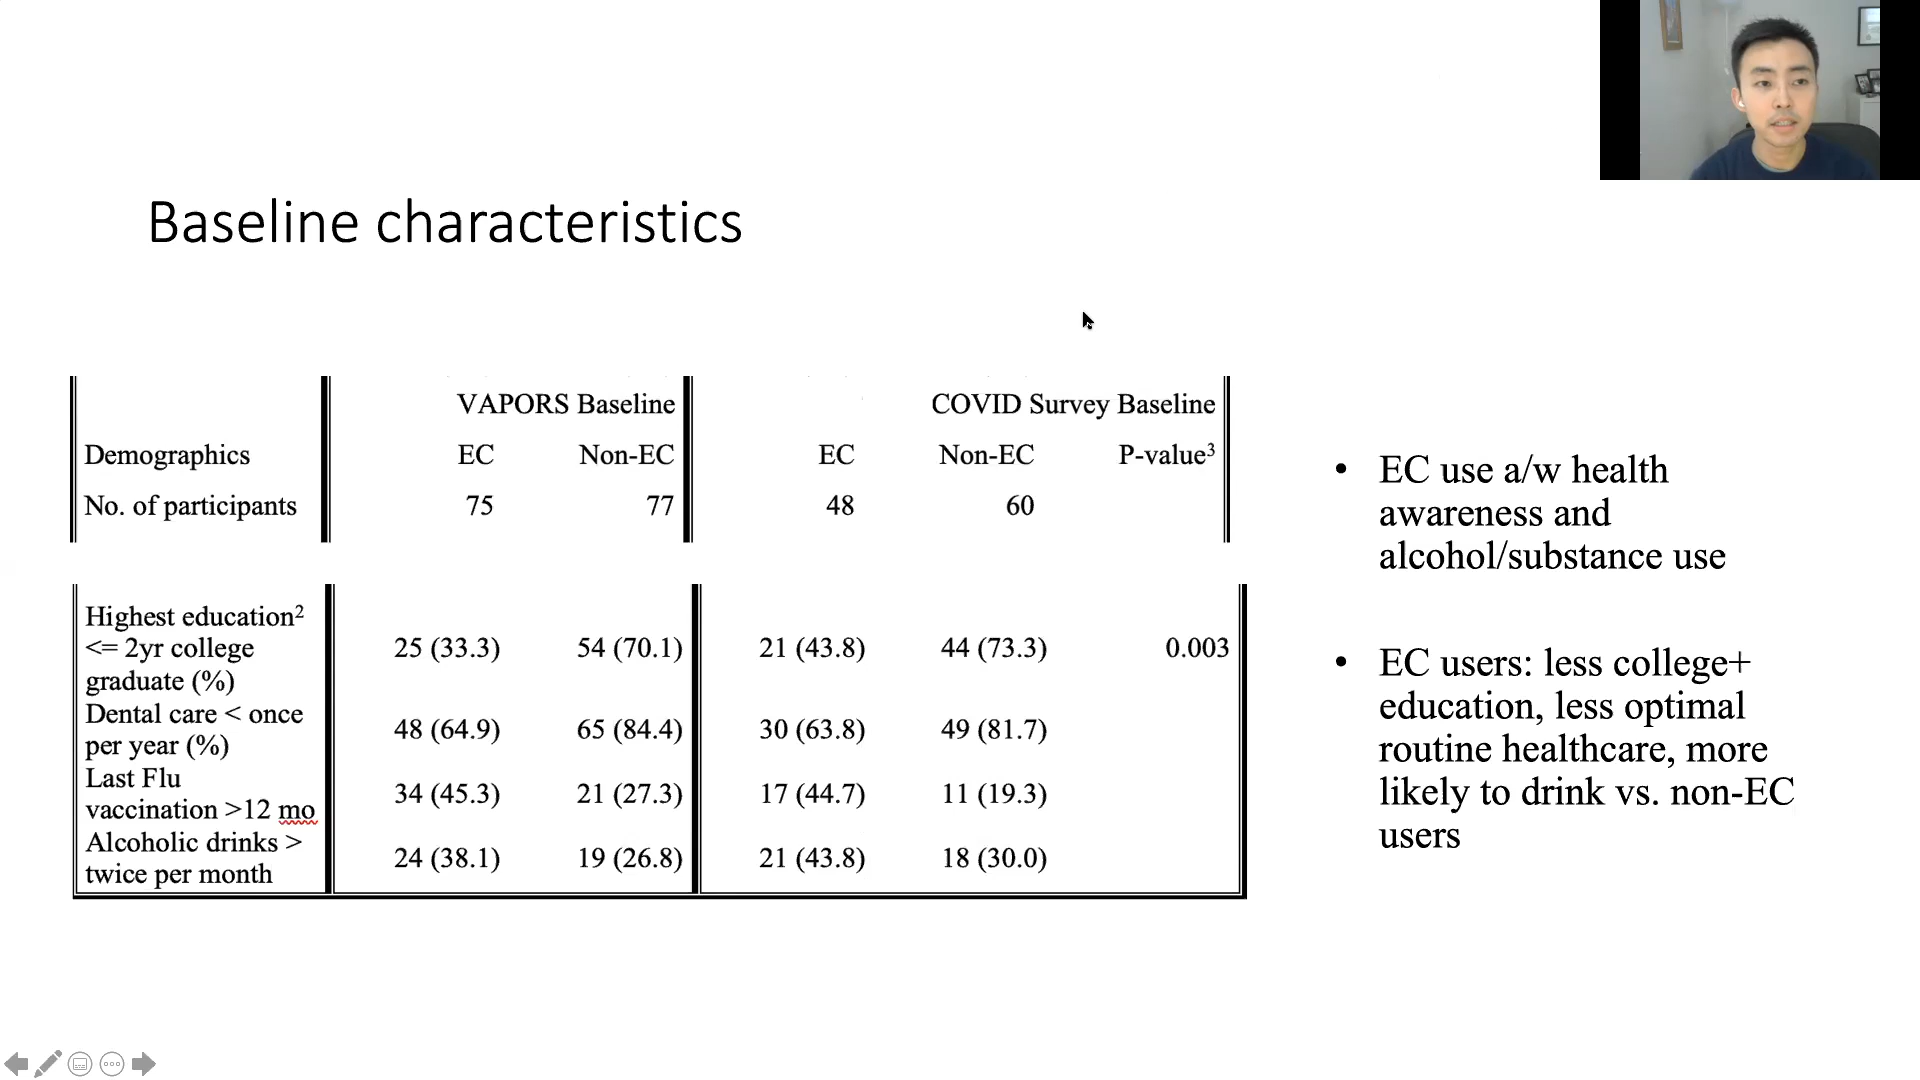 Baseline characteristics
VAPORS Baseline COVID Survey Baseline
Demographics EC Non-EC EC Non-EC P-value³
No. of participants 75 77 48 60
Highest education²
<= 2yr college 25 (33.3) 54 (70.1) 21 (43.8) 44 (73.3) 0.003
graduate (%)
Dental care < once
per year (%) 48 (64.9) 65 (84.4) 30 (63.8) 49 (81.7)
Last Flu
vaccination >12 mo 34 (45.3) 21 (27.3) 17 (44.7) 11 (19.3)
Alcoholic drinks >
twice per month 24 (38.1) 19 (26.8) 21 (43.8) 18 (30.0)
• EC use a/w health
awareness and
alcohol/substance use
• EC users: less college+
education, less optimal
routine healthcare, more
likely to drink vs. non-EC
users